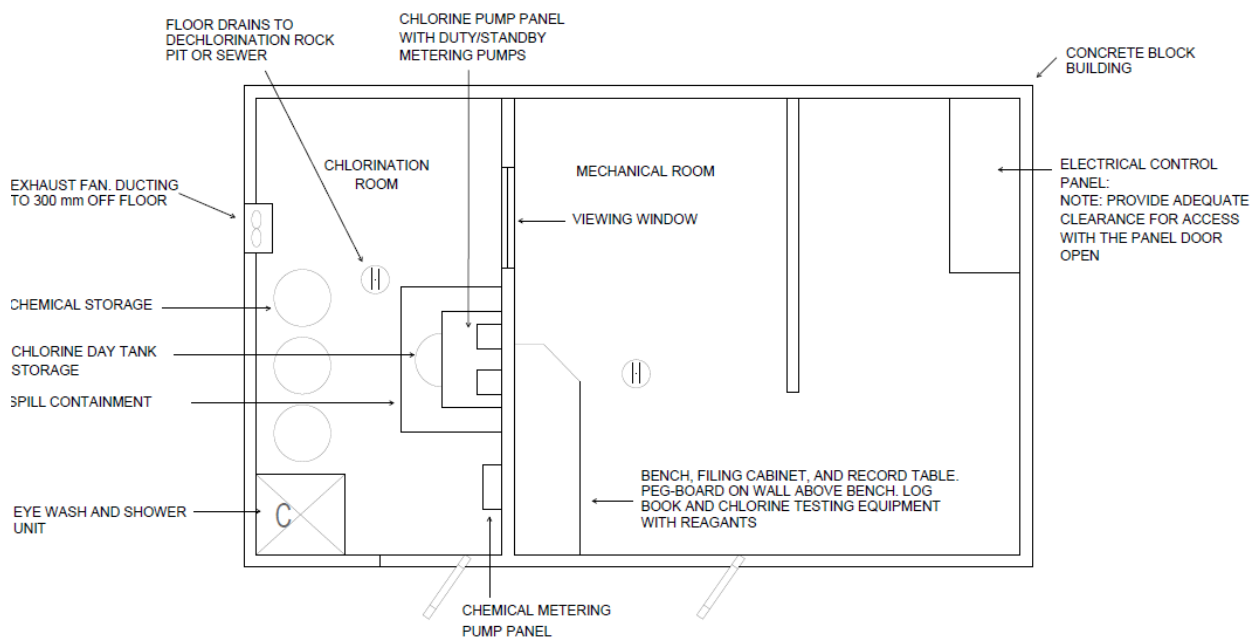 FLOOR DRAINS TO
DECHLORINATION ROCK
PIT OR SEWER
CHLORINE PUMP PANEL
WITH DUTY/STANDBY
METERING PUMPS
CONCRETE BLOCK
BUILDING
CHLORINATION
ROOM
MECHANICAL ROOM
ELECTRICAL CONTROL
PANEL:
NOTE: PROVIDE ADEQUATE
CLEARANCE FOR ACCESS
WITH THE PANEL DOOR
OPEN
EXHAUST FAN. DUCTING
TO 300 mm OFF FLOOR
VIEWING WINDOW
CHEMICAL STORAGE
CHLORINE DAY TANK
STORAGE
SPILL CONTAINMENT
BENCH, FILING CABINET, AND RECORD TABLE.
PEG-BOARD ON WALL ABOVE BENCH. LOG
BOOK AND CHLORINE TESTING EQUIPMENT
WITH REAGANTS
EYE WASH AND SHOWER
UNIT
C
CHEMICAL METERING
PUMP PANEL